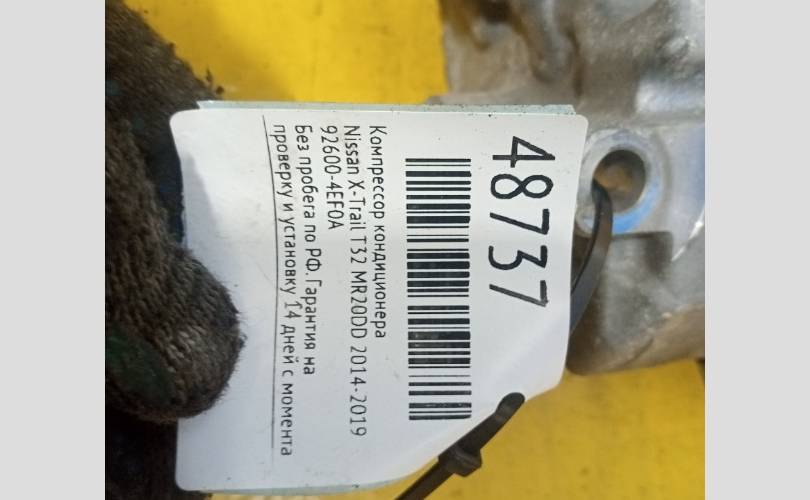 48737
Компрессор кондиционера
Nissan X-Trail T32 MR20DD 2014-2019
92600-4EF0A
Без пробега по РФ. Гарантия на
проверку и установку 14 дней с момента